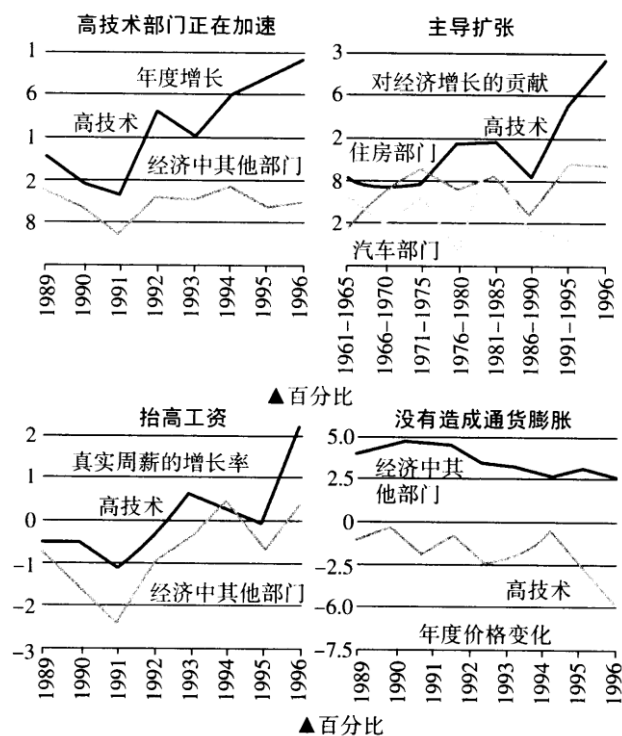 高技术部门正在加速
1
年度增长
6
高技术
1
经济中其他部门
2
8
1989
1990
1991
1992
1993
1994
1995
1996
主导扩张
3
对经济增长的贡献
6
高技术
2
住房部门
8
2
汽车部门
1961-1965
1966-1970
1971-1975
1976-1980
1981-1985
1986-1990
1991-1995
1996
▲百分比
抬高工资
2
真实周薪的增长率
1
高技术
0
-1
经济中其他部门
-2
-3
1989
1990
1991
1992
1993
1994
1995
1996
没有造成通货膨胀
5.0
经济中其
他部门
2.5
0
-2.5
高技术
-6.0
年度价格变化
-7.5
1989
1990
1991
1992
1993
1994
1995
1996
▲百分比